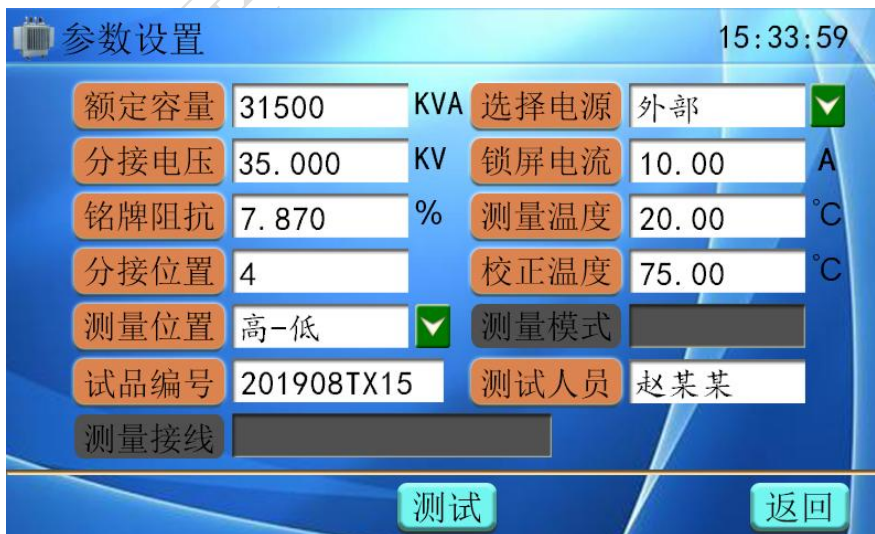 参数设置 15:33:59
额定容量 31500 KVA 选择电源 外部
分接电压 35.000 KV 锁屏电流 10.00 A
铭牌阻抗 7.870 % 测量温度 20.00 ℃
分接位置 4 校正温度 75.00 ℃
测量位置 高-低 测量模式
试品编号 201908TX15 测试人员 赵某某
测量接线
测试 返回